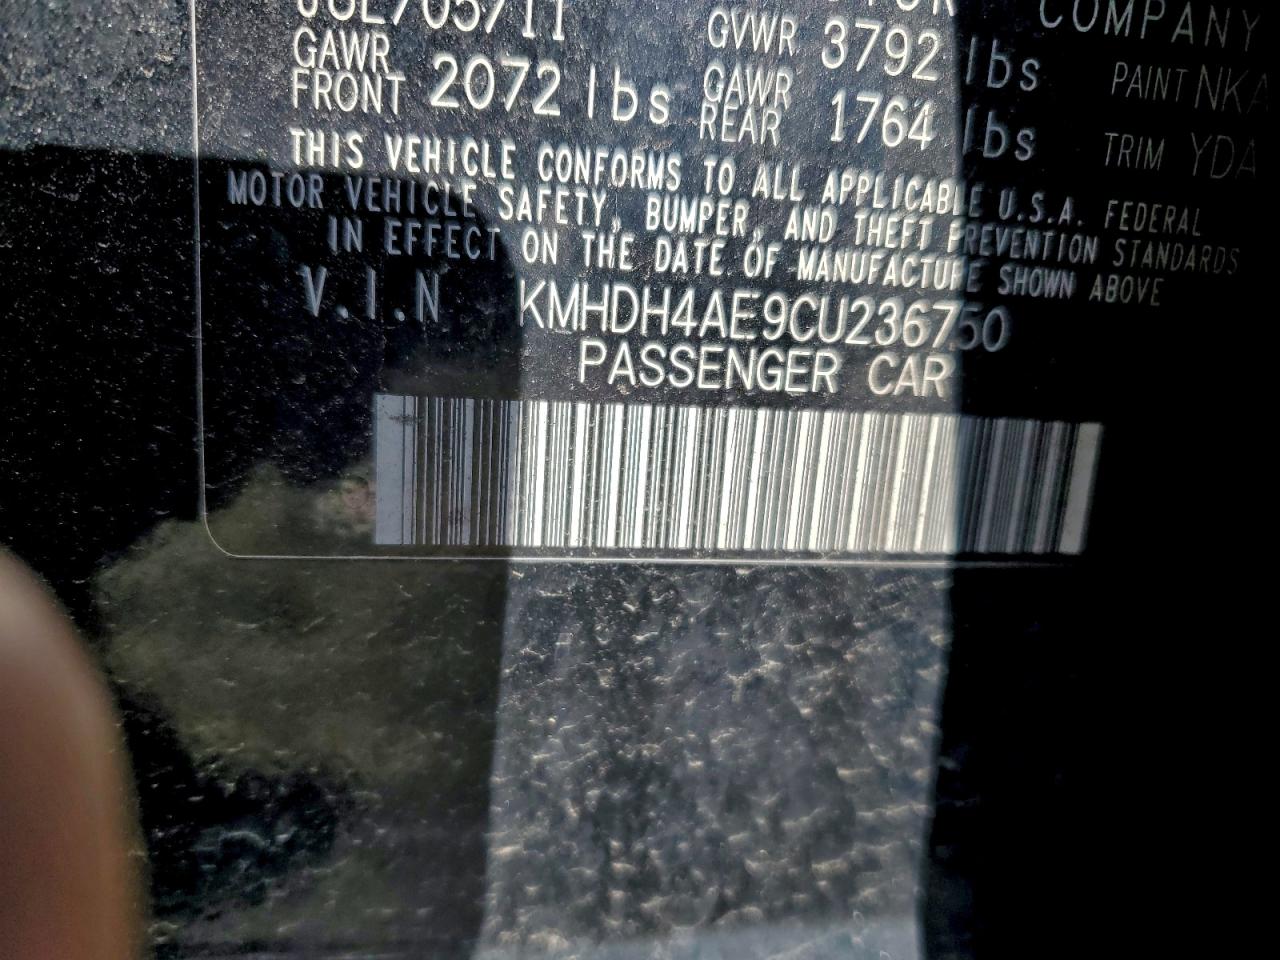 COMPANY
GVWR 3792 lbs
PAINT NKA
GAWR FRONT 2072 lbs GAWR REAR 1764 lbs
TRIM YDA
THIS VEHICLE CONFORMS TO ALL APPLICABLE U.S.A. FEDERAL
MOTOR VEHICLE SAFETY, BUMPER, AND THEFT PREVENTION STANDARDS
IN EFFECT ON THE DATE OF MANUFACTURE SHOWN ABOVE
V.I.N KMHDH4AE9CU236750
PASSENGER CAR